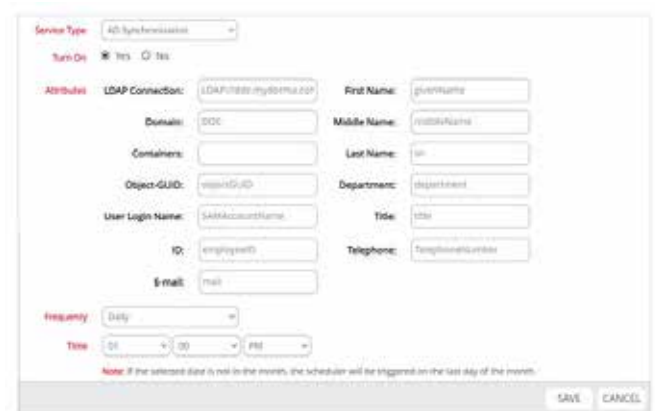 Service Type AD Synchronization
Turn On Yes No
Attributes LDAP Connection: First Name: givenName
Domain: Middle Name: middleName
Containers: Last Name: sn
Object-GUID: objectGUID Department: department
User Login Name: SAMAccountName Title: title
ID: employeeID Telephone: TelephoneNumber
E-mail: mail
Frequency Daily
Time 01 00 PM
Note: If the selected date is not in the month, the scheduler will be triggered on the last day of the month.
SAVE CANCEL